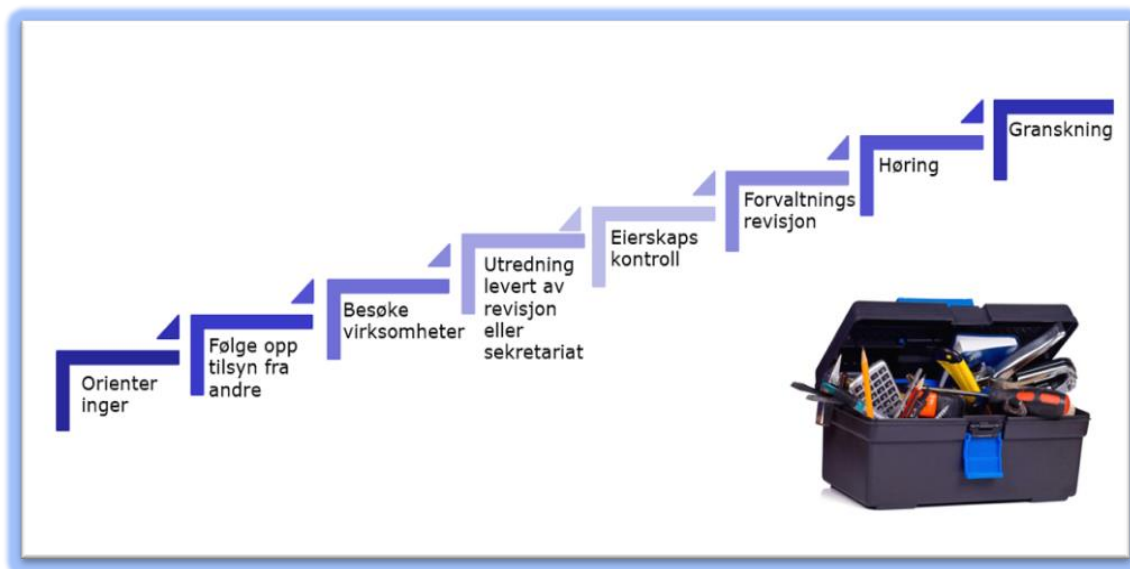 Orienter
inger
Følge opp
tilsyn fra
andre
Besøke
virksomheter
Utredning
levert av
revisjon
eller
sekretariat
Eierskaps
kontroll
Forvaltnings
revisjon
Høring
Granskning